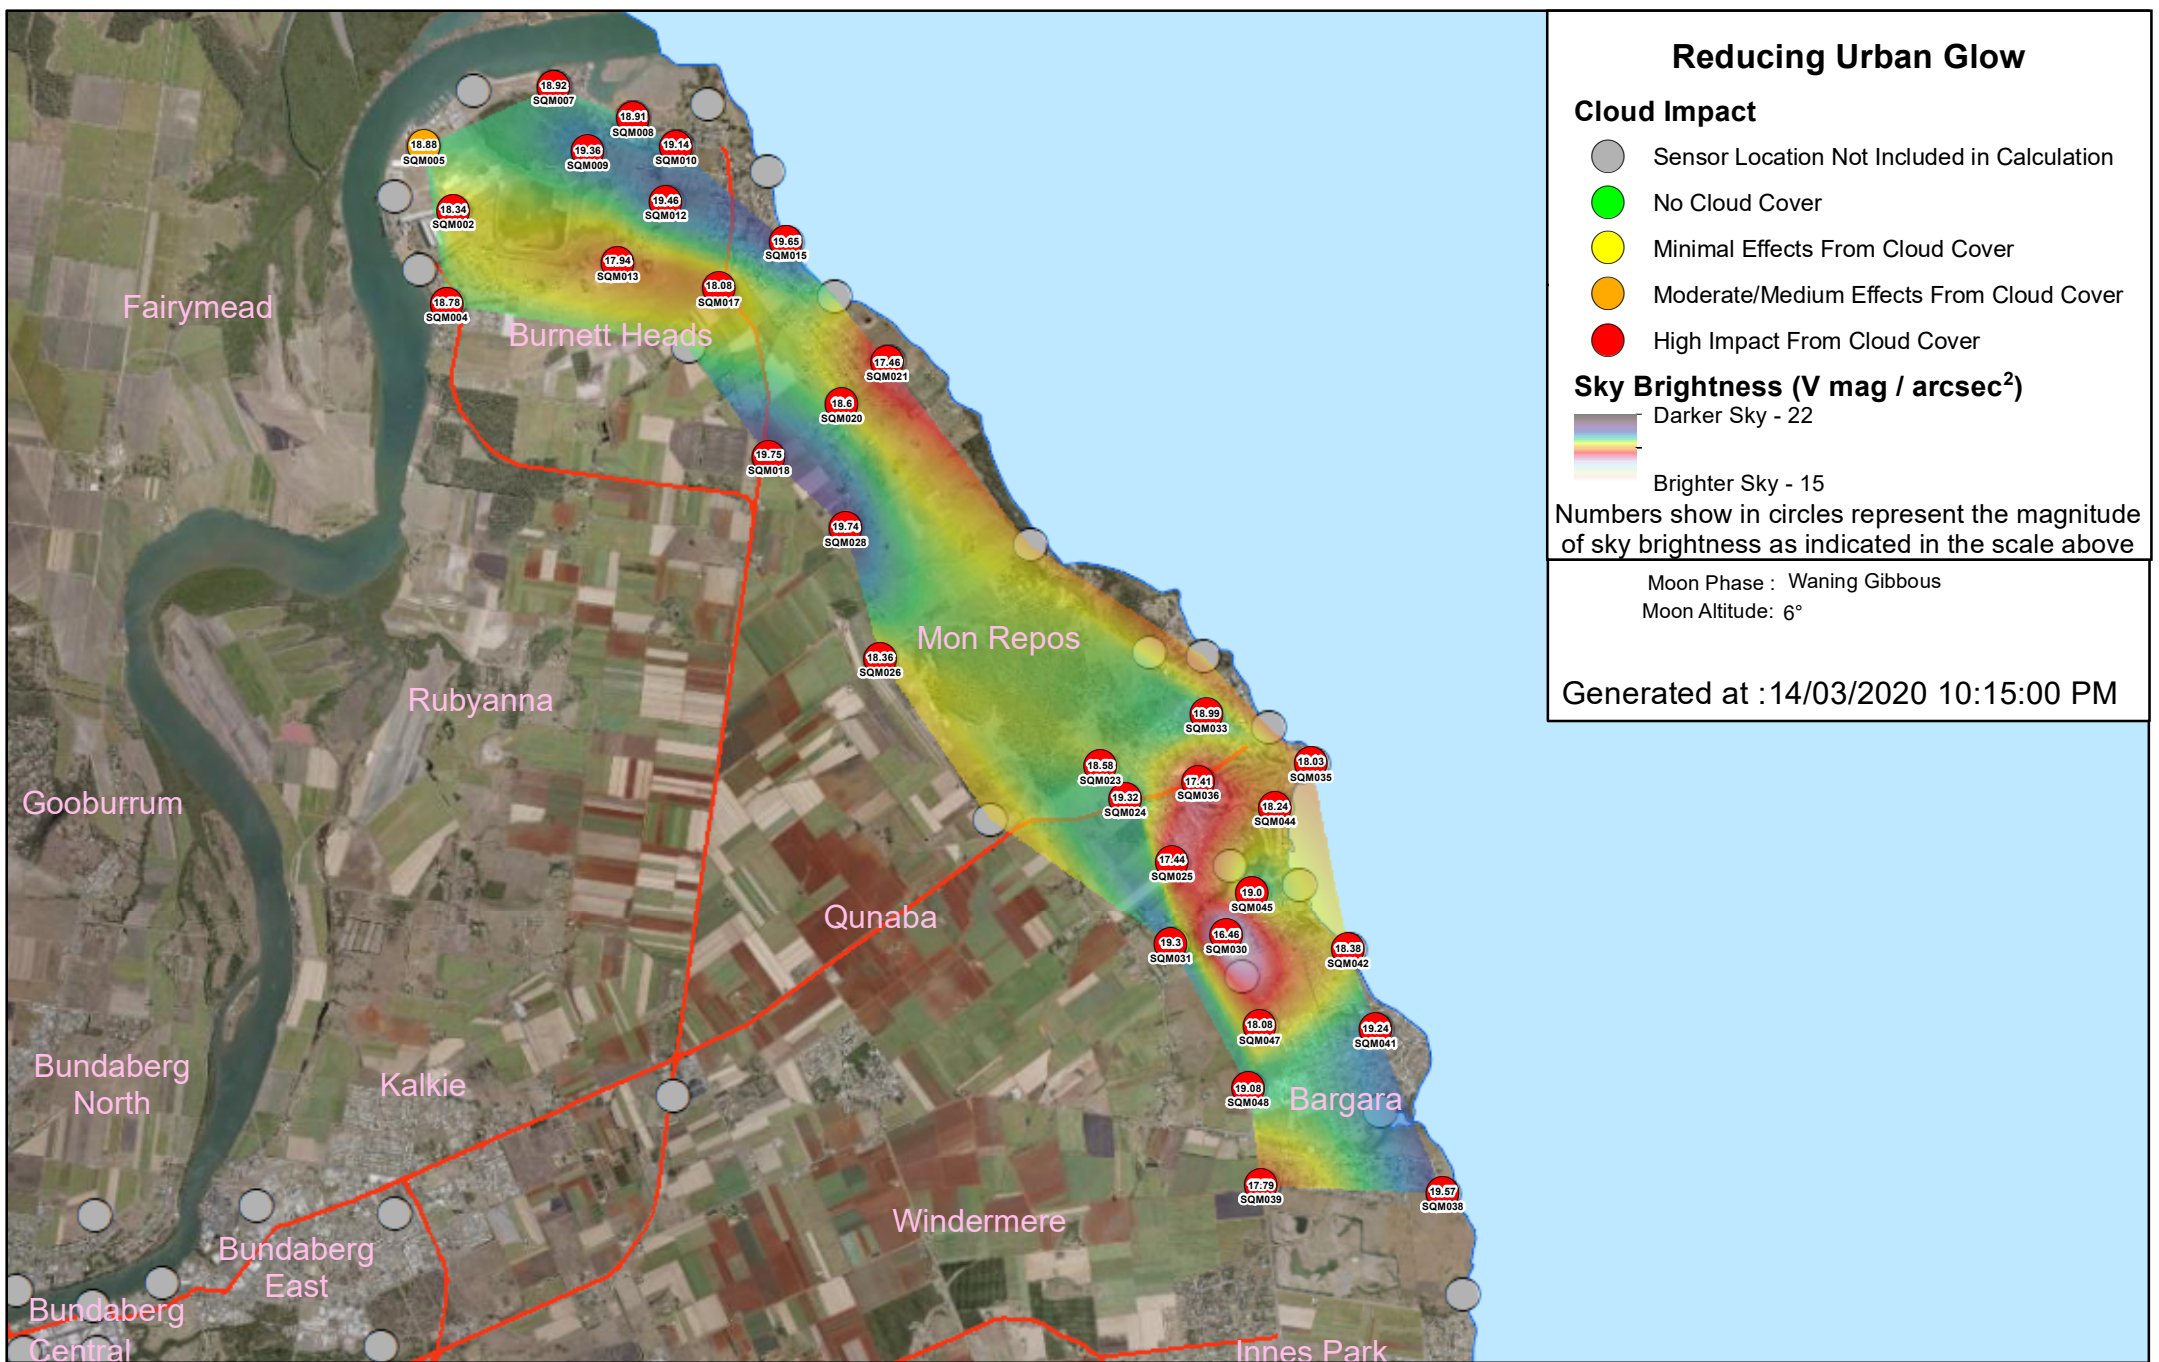 Reducing Urban Glow
Cloud Impact
Sensor Location Not Included in Calculation
No Cloud Cover
Minimal Effects From Cloud Cover
Moderate/Medium Effects From Cloud Cover
High Impact From Cloud Cover
Sky Brightness (V mag / arcsec²)
Darker Sky - 22
Brighter Sky - 15
Numbers show in circles represent the magnitude
of sky brightness as indicated in the scale above
Moon Phase : Waning Gibbous
Moon Altitude: 6°
Generated at :14/03/2020 10:15:00 PM
18.92
SQM007
18.91
SQM008
18.88
SQM005
19.36
SQM009
19.14
SQM010
18.34
SQM002
19.46
SQM012
19.65
SQM015
17.94
SQM013
18.08
SQM017
18.78
SQM004
Fairymead
Burnett Heads
17.46
SQM021
18.6
SQM020
19.75
SQM018
19.74
SQM028
Mon Repos
18.36
SQM026
Rubyanna
18.99
SQM033
18.58
SQM023
18.03
SQM035
17.41
SQM036
19.32
SQM024
18.24
SQM044
Gooburrum
17.44
SQM025
19.0
SQM045
Qunaba
16.46
SQM030
19.3
SQM031
18.38
SQM042
18.08
SQM047
19.24
SQM041
Bundaberg
North
Kalkie
19.08
SQM048
Bargara
17.79
SQM039
19.57
SQM038
Windermere
Bundaberg
East
Bundaberg
Central
Innes Park